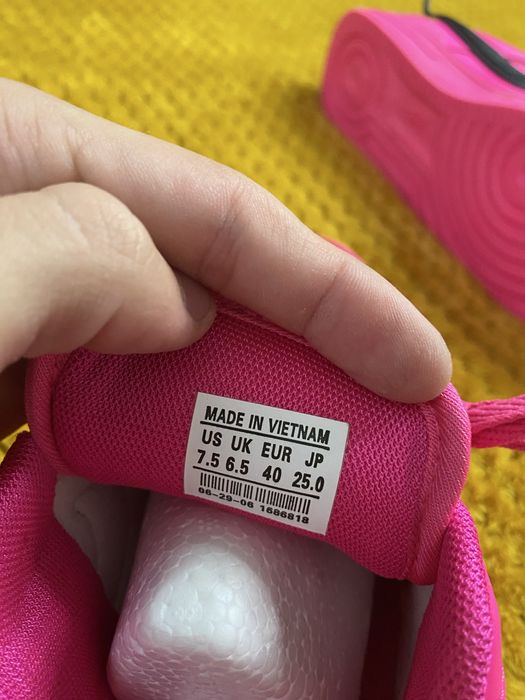 MADE IN VIETNAM
US UK EUR JP
7.5 6.5 40 25.0
06-29-06 1686818